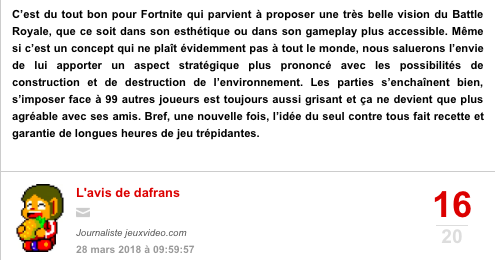 C’est du tout bon pour Fortnite qui parvient à proposer une très belle vision du Battle
Royale, que ce soit dans son esthétique ou dans son gameplay plus accessible. Même
si c’est un concept qui ne plaît évidemment pas à tout le monde, nous saluerons l’envie
de lui apporter un aspect stratégique plus prononcé avec les possibilités de
construction et de destruction de l’environnement. Les parties s’enchaînent bien,
s’imposer face à 99 autres joueurs est toujours aussi grisant et ça ne devient que plus
agréable avec ses amis. Bref, une nouvelle fois, l’idée du seul contre tous fait recette et
garantie de longues heures de jeu trépidantes.
L'avis de dafrans
Journaliste jeuxvideo.com
28 mars 2018 à 09:59:57
16
20